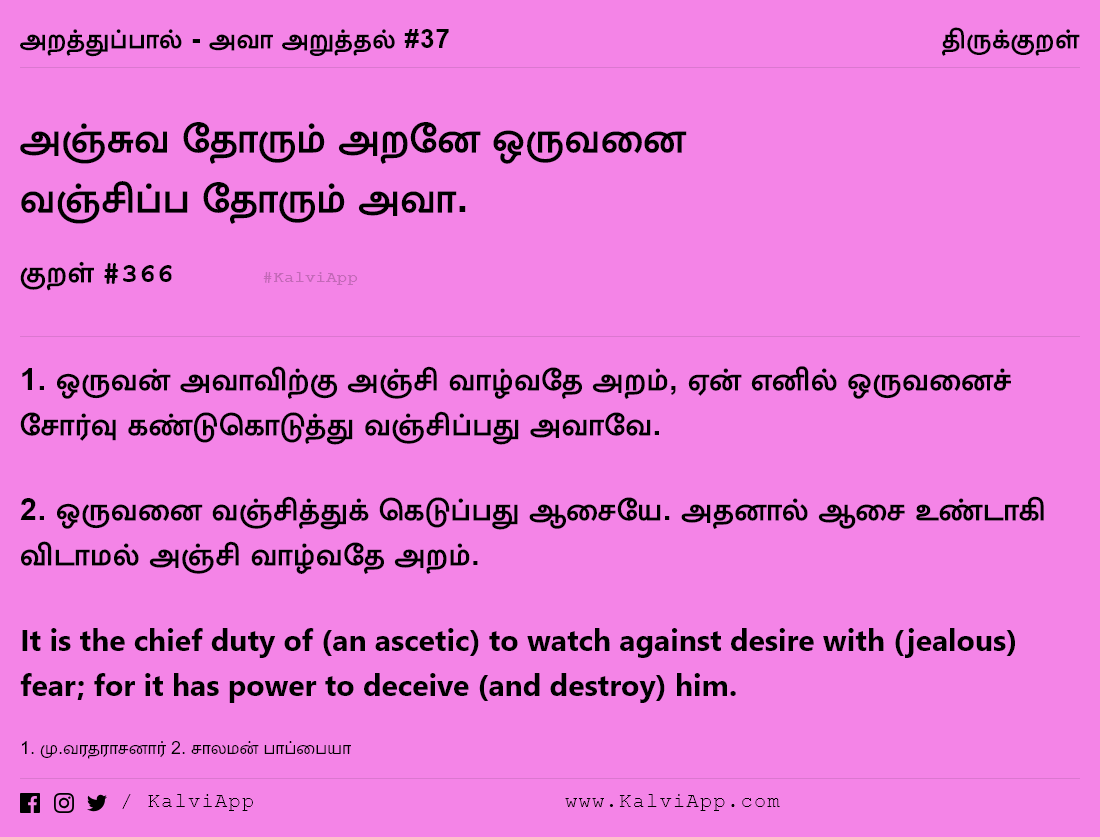 அறத்துப்பால் - அவா அறுத்தல் #37
திருக்குறள்
அஞ்சுவ தோரும் அறனே ஒருவனை
வஞ்சிப்ப தோரும் அவா.
குறள் #366
#KalviApp
1. ஒருவன் அவாவிற்கு அஞ்சி வாழ்வதே அறம், ஏன் எனில் ஒருவனைச்
சோர்வு கண்டுகொடுத்து வஞ்சிப்பது அவாவே.
2. ஒருவனை வஞ்சித்துக் கெடுப்பது ஆசையே. அதனால் ஆசை உண்டாகி
விடாமல் அஞ்சி வாழ்வதே அறம்.
It is the chief duty of (an ascetic) to watch against desire with (jealous)
fear; for it has power to deceive (and destroy) him.
1. மு.வரதராசனார் 2. சாலமன் பாப்பையா
/ KalviApp
www.KalviApp.com